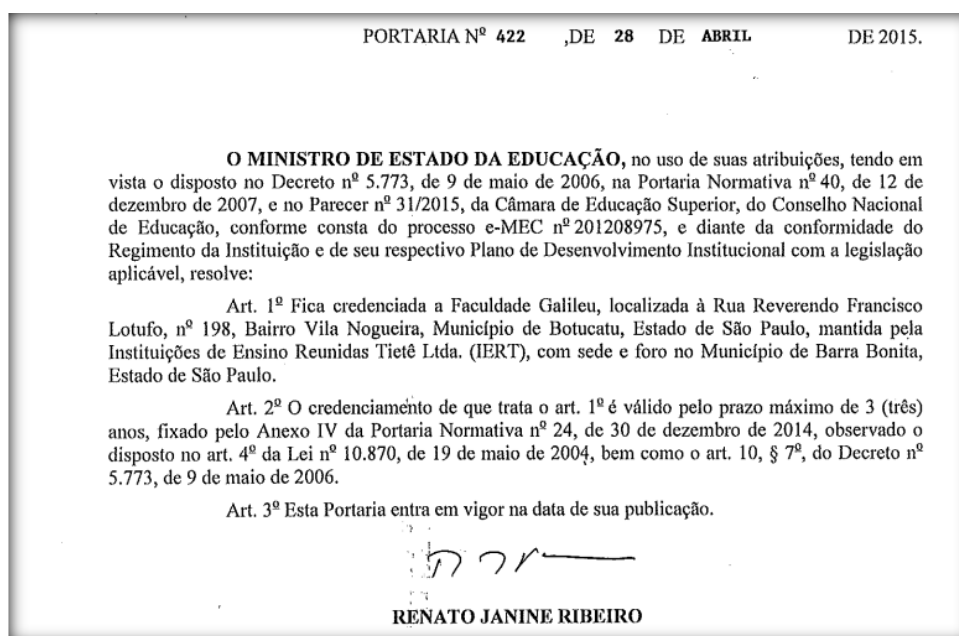 PORTARIA Nº 422 ,DE 28 DE ABRIL DE 2015.
O MINISTRO DE ESTADO DA EDUCAÇÃO, no uso de suas atribuições, tendo em
vista o disposto no Decreto nº 5.773, de 9 de maio de 2006, na Portaria Normativa nº 40, de 12 de
dezembro de 2007, e no Parecer nº 31/2015, da Câmara de Educação Superior, do Conselho Nacional
de Educação, conforme consta do processo e-MEC nº 201208975, e diante da conformidade do
Regimento da Instituição e de seu respectivo Plano de Desenvolvimento Institucional com a legislação
aplicável, resolve:
Art. 1º Fica credenciada a Faculdade Galileu, localizada à Rua Reverendo Francisco
Lotufo, nº 198, Bairro Vila Nogueira, Município de Botucatu, Estado de São Paulo, mantida pela
Instituições de Ensino Reunidas Tietê Ltda. (IERT), com sede e foro no Município de Barra Bonita,
Estado de São Paulo.
Art. 2º O credenciamento de que trata o art. 1º é válido pelo prazo máximo de 3 (três)
anos, fixado pelo Anexo IV da Portaria Normativa nº 24, de 30 de dezembro de 2014, observado o
disposto no art. 4º da Lei nº 10.870, de 19 de maio de 2004, bem como o art. 10, § 7º, do Decreto nº
5.773, de 9 de maio de 2006.
Art. 3º Esta Portaria entra em vigor na data de sua publicação.
RENATO JANINE RIBEIRO